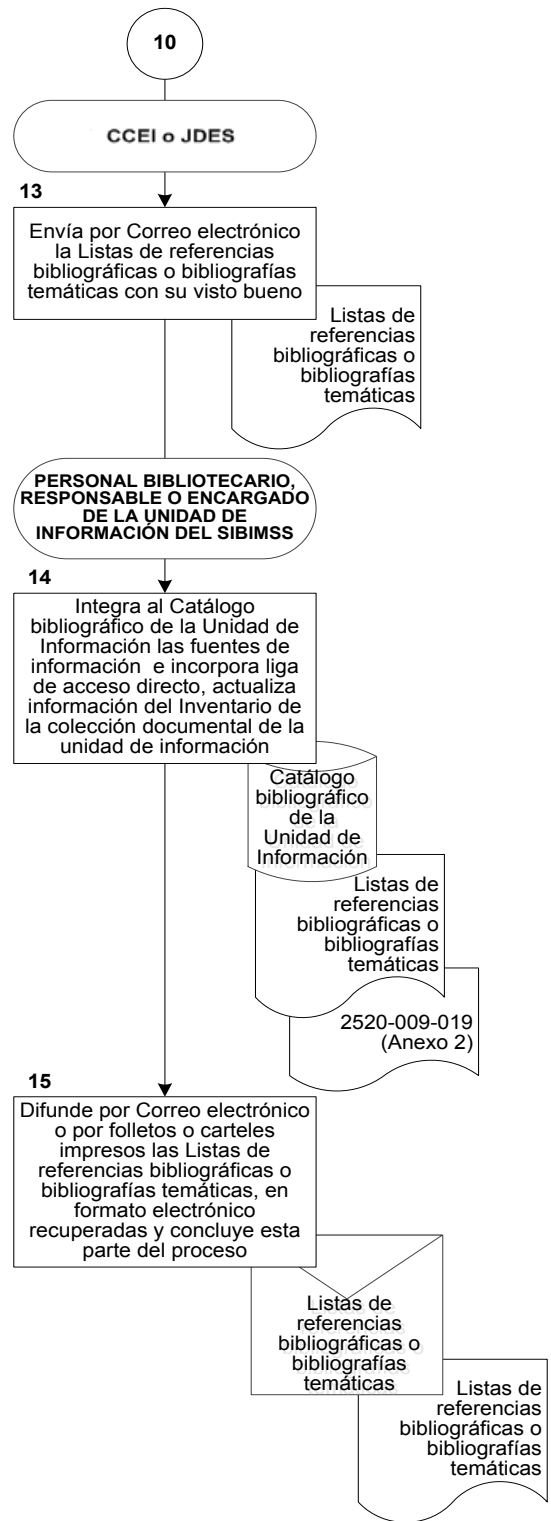 10
CCEI o JDES
13
Envía por Correo electrónico
la Listas de referencias
bibliográficas o bibliografías
temáticas con su visto bueno
Listas de
referencias
bibliográficas o
bibliografías
temáticas
PERSONAL BIBLIOTECARIO,
RESPONSABLE O ENCARGADO
DE LA UNIDAD DE
INFORMACIÓN DEL SIBIMSS
14
Integra al Catálogo
bibliográfico de la Unidad de
Información las fuentes de
información e incorpora liga
de acceso directo, actualiza
información del Inventario de
la colección documental de la
unidad de información
Catálogo
bibliográfico
de la
Unidad de
Información
Listas de
referencias
bibliográficas o
bibliografías
temáticas
2520-009-019
(Anexo 2)
15
Difunde por Correo electrónico
o por folletos o carteles
impresos las Listas de
referencias bibliográficas o
bibliografías temáticas, en
formato electrónico
recuperadas y concluye esta
parte del proceso
Listas de
referencias
bibliográficas o
bibliografías
temáticas
Listas de
referencias
bibliográficas o
bibliografías
temáticas